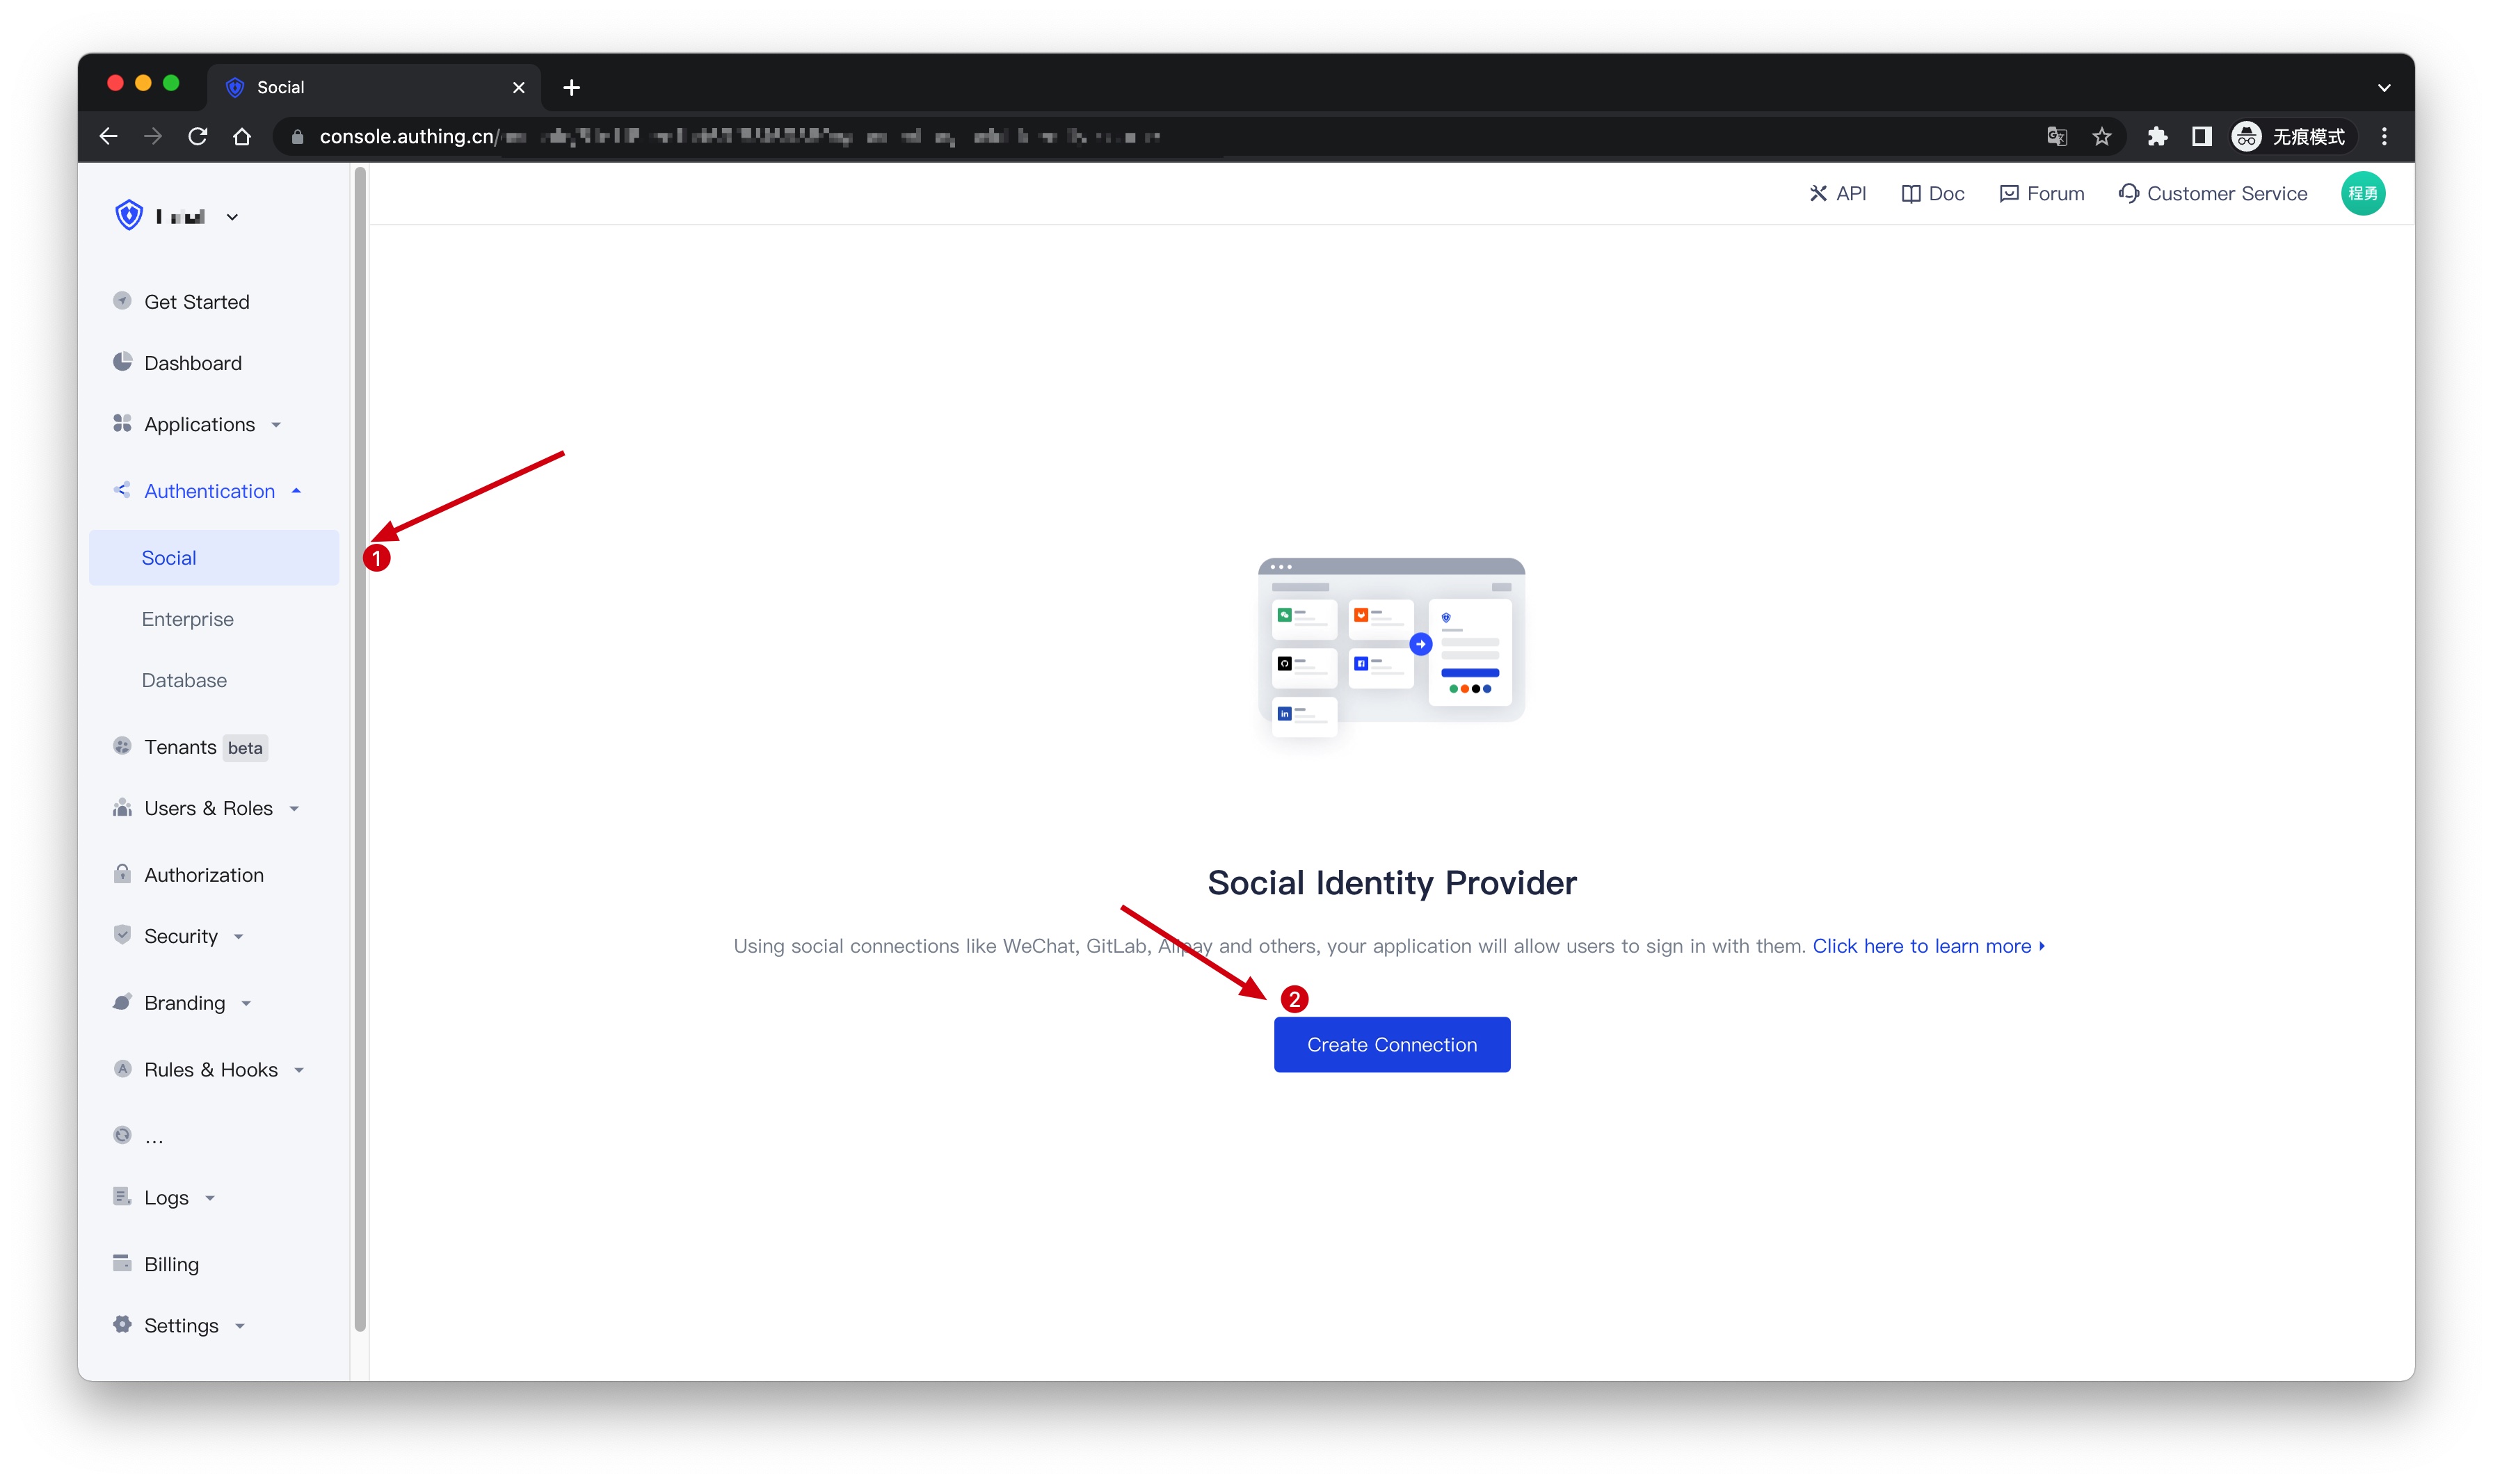 Social
console.authing.cn/
无痕模式
API
Doc
Forum
Customer Service
程勇
Get Started
Dashboard
Applications
Authentication
1
Social
Enterprise
Database
Tenants beta
Users & Roles
Authorization
Security
Branding
Rules & Hooks
...
Logs
Billing
Settings
Social Identity Provider
Using social connections like WeChat, GitLab, Alipay and others, your application will allow users to sign in with them. Click here to learn more
2
Create Connection